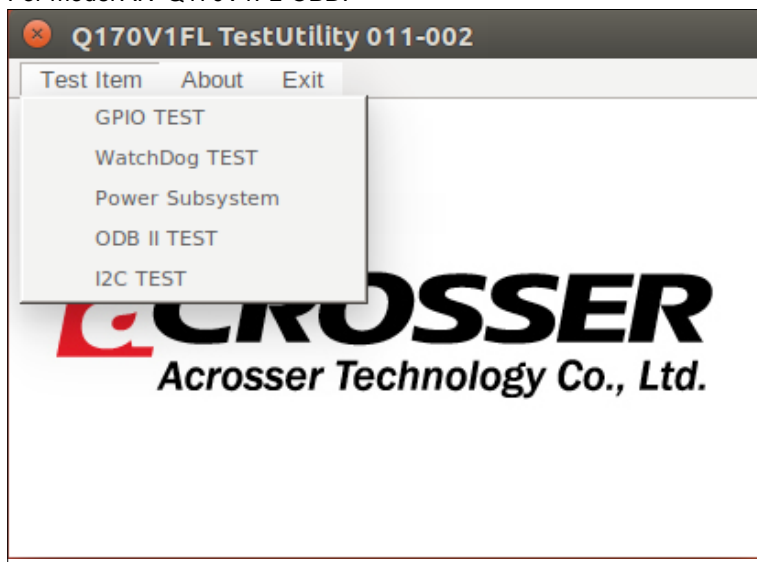 Q170V1FL TestUtility 011-002
Test Item About Exit
GPIO TEST
WatchDog TEST
Power Subsystem
ODB II TEST
I2C TEST
aCROSSER
Acrosser Technology Co., Ltd.